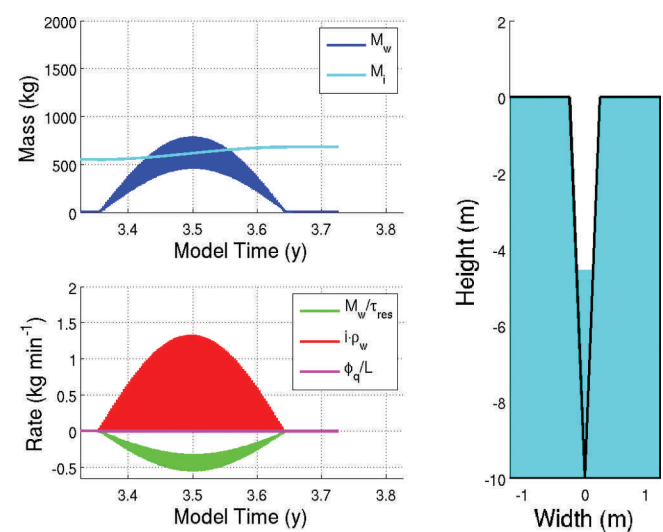 2000
1500
1000
500
0
Mass (kg)
M_w
M_i
3.4 3.5 3.6 3.7 3.8
Model Time (y)
2
1.5
1
0.5
0
-0.5
Rate (kg min⁻¹)
M_w/τ_res
i·ρ_w
ϕ_q/L
3.4 3.5 3.6 3.7 3.8
Model Time (y)
2
0
-2
-4
-6
-8
-10
Height (m)
-1 0 1
Width (m)